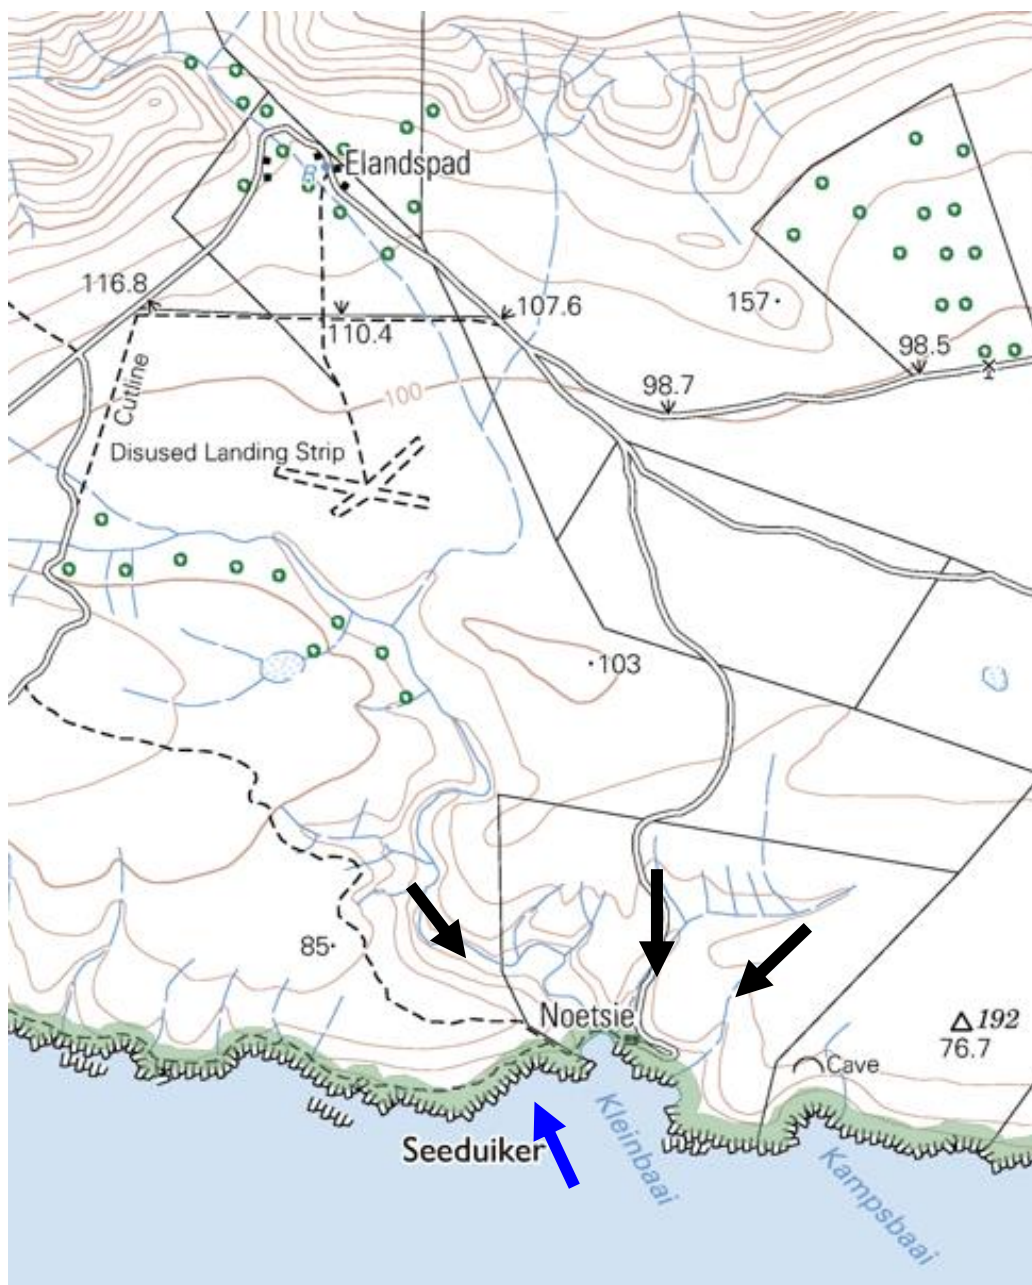 Elandspad
116.8
107.6
110.4
157
98.5
98.7
Cutline
100
Disused Landing Strip
103
85
Noetsie
192
76.7
Cave
Kleinbaai
Seeduiker
Kampsbaai